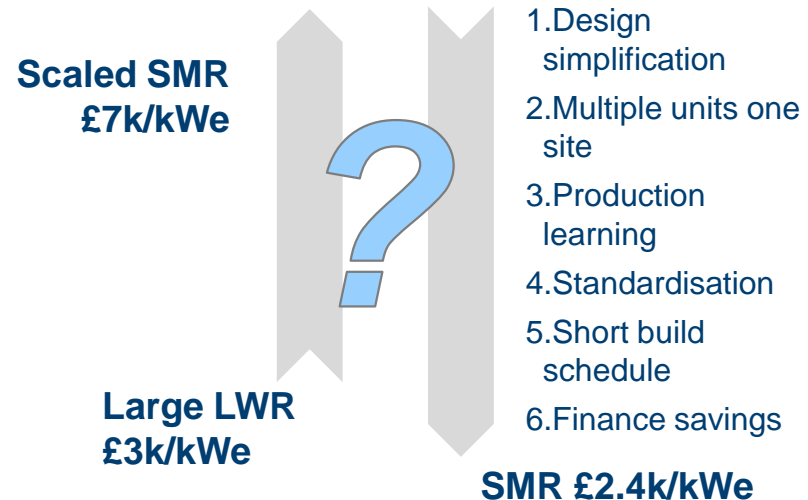 Scaled SMR
£7k/kWe
?
Large LWR
£3k/kWe
1.Design
simplification
2.Multiple units one
site
3.Production
learning
4.Standardisation
5.Short build
schedule
6.Finance savings
SMR £2.4k/kWe